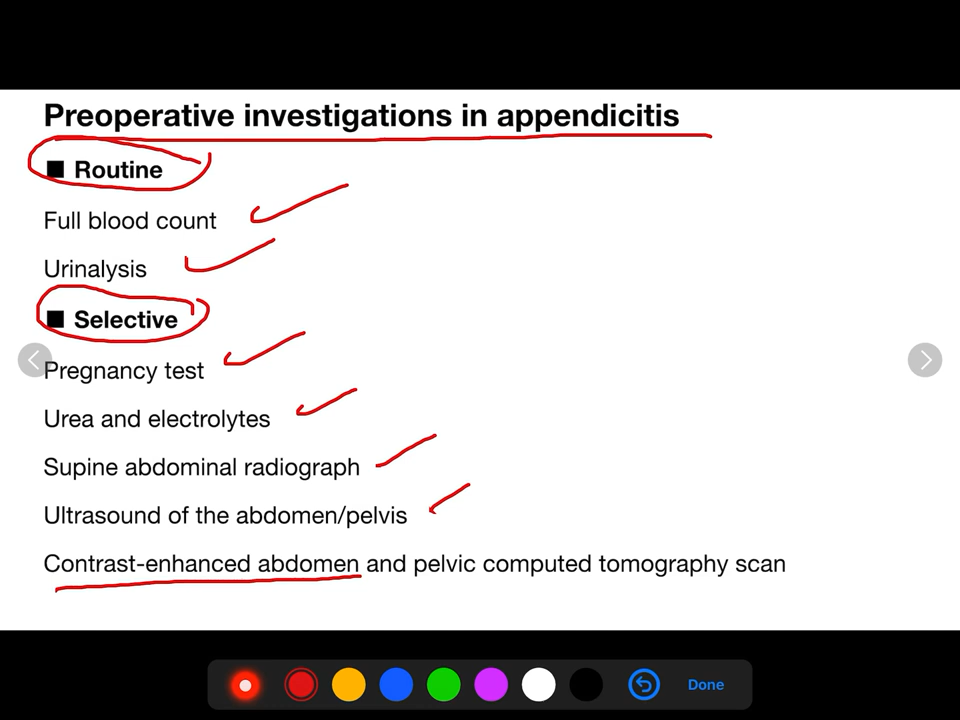 Preoperative investigations in appendicitis
■ Routine
Full blood count
Urinalysis
■ Selective
Pregnancy test
Urea and electrolytes
Supine abdominal radiograph
Ultrasound of the abdomen/pelvis
Contrast-enhanced abdomen and pelvic computed tomography scan
Done